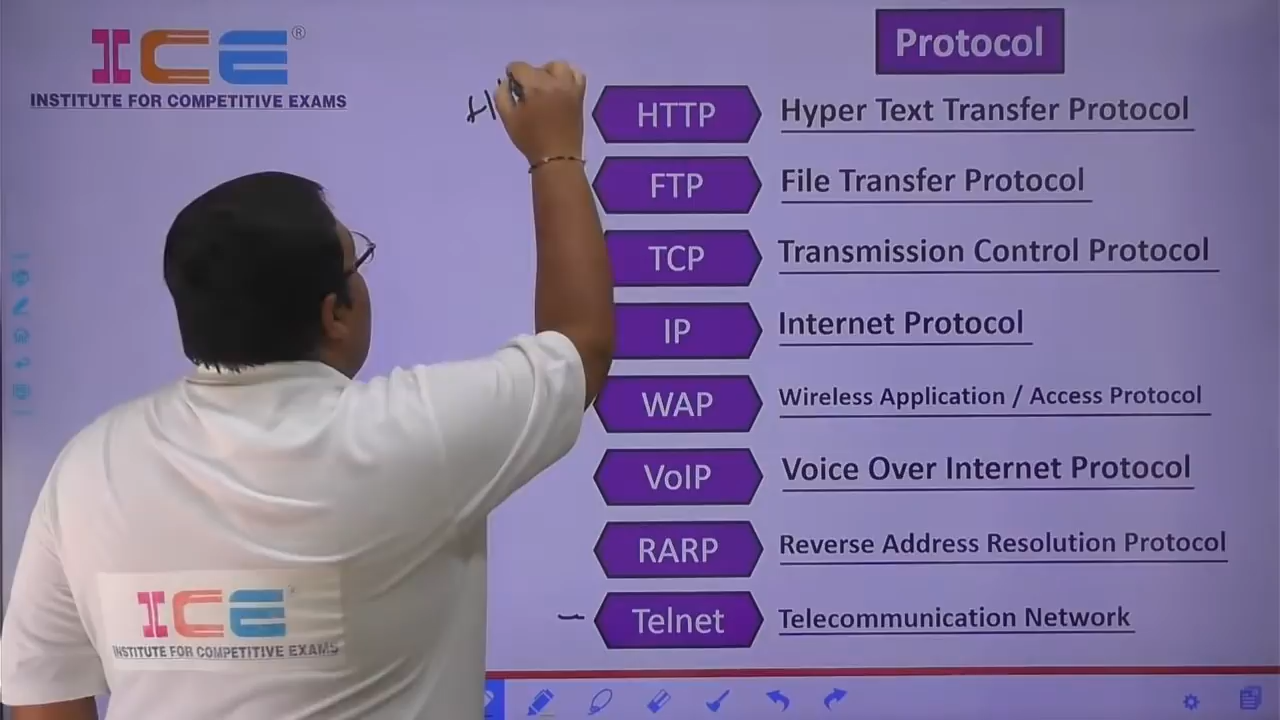 ICE®
INSTITUTE FOR COMPETITIVE EXAMS
Protocol
HTTP Hyper Text Transfer Protocol
FTP File Transfer Protocol
TCP Transmission Control Protocol
IP Internet Protocol
WAP Wireless Application / Access Protocol
VoIP Voice Over Internet Protocol
RARP Reverse Address Resolution Protocol
Telnet Telecommunication Network
ICE
INSTITUTE FOR COMPETITIVE EXAMS